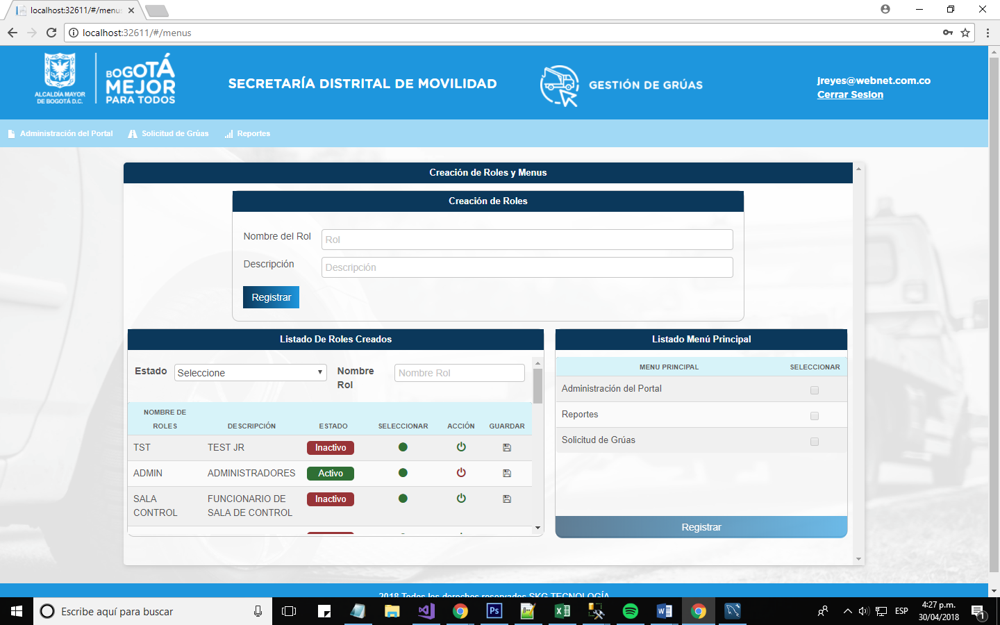 localhost:32611/#/menus
localhost:32611/#/menus
ALCALDÍA MAYOR
DE BOGOTÁ D.C.
BOGOTÁ
MEJOR
PARA TODOS
SECRETARÍA DISTRITAL DE MOVILIDAD
GESTIÓN DE GRÚAS
jreyes@webnet.com.co
Cerrar Sesion
Administración del Portal
Solicitud de Grúas
Reportes
Creación de Roles y Menus
Creación de Roles
Nombre del Rol
Rol
Descripción
Descripción
Registrar
Listado De Roles Creados
Estado
Seleccione
Nombre
Rol
Nombre Rol
NOMBRE DE
ROLES DESCRIPCIÓN ESTADO SELECCIONAR ACCIÓN GUARDAR
TST TEST JR Inactivo
ADMIN ADMINISTRADORES Activo
SALA FUNCIONARIO DE Inactivo
CONTROL SALA DE CONTROL
Listado Menú Principal
MENU PRINCIPAL SELECCIONAR
Administración del Portal
Reportes
Solicitud de Grúas
Registrar
2018 Todos los derechos reservados SKG TECNOLOGÍA
Escribe aquí para buscar
Ps
ESP
4:27 p.m.
30/04/2018
1